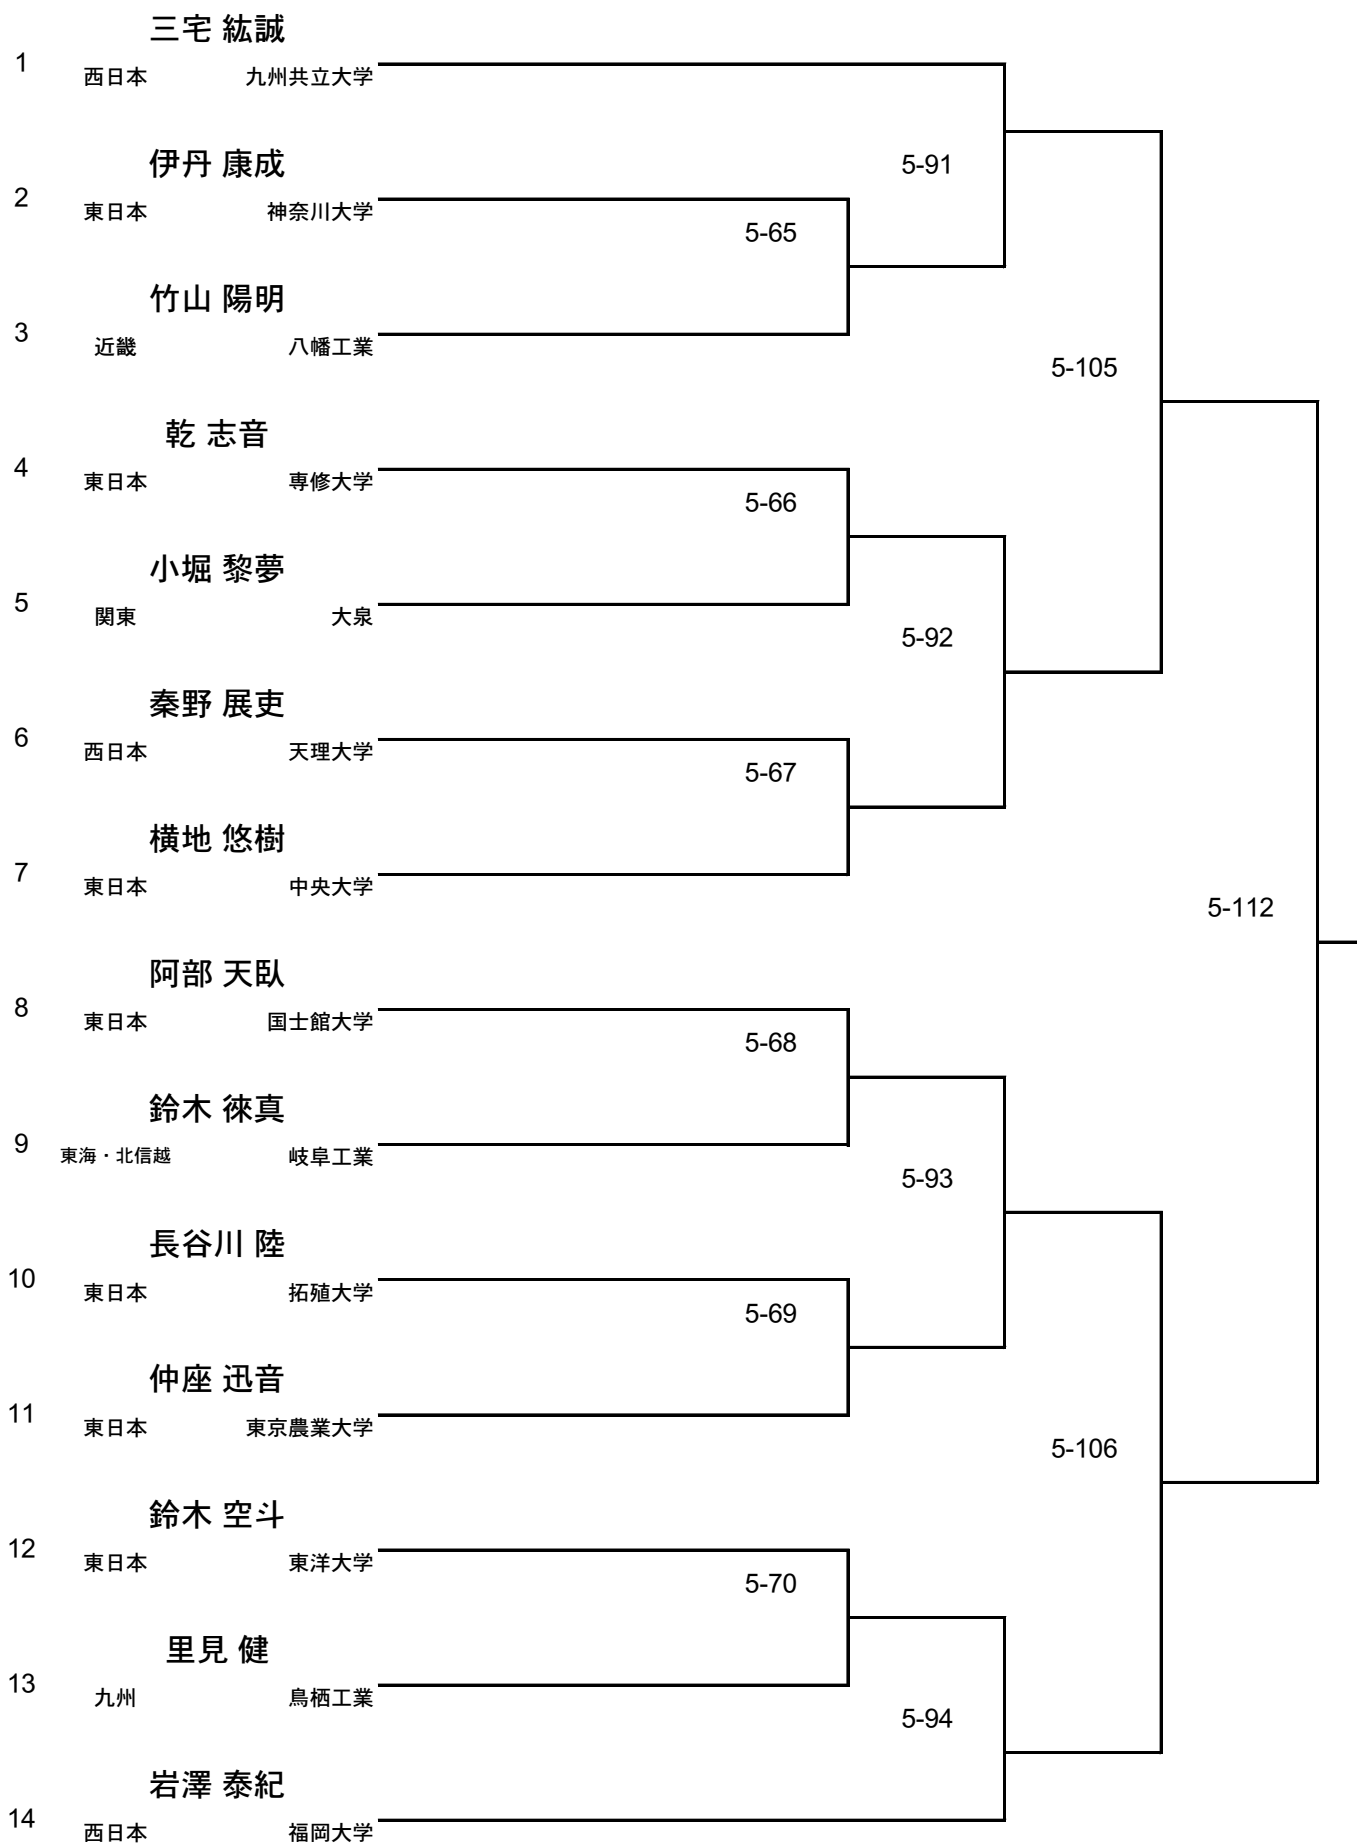 三宅 紘誠
1
西日本 九州共立大学
伊丹 康成
5-91
2
東日本 神奈川大学
5-65
竹山 陽明
3
近畿 八幡工業
5-105
乾 志音
4
東日本 専修大学
5-66
小堀 黎夢
5
関東 大泉
5-92
秦野 展吏
6
西日本 天理大学
5-67
横地 悠樹
7
東日本 中央大学
5-112
阿部 天臥
8
東日本 国士館大学
5-68
鈴木 徠真
9
東海・北信越 岐阜工業
5-93
長谷川 陸
10
東日本 拓殖大学
5-69
仲座 迅音
11
東日本 東京農業大学
5-106
鈴木 空斗
12
東日本 東洋大学
5-70
里見 健
13
九州 鳥栖工業
5-94
岩澤 泰紀
14
西日本 福岡大学